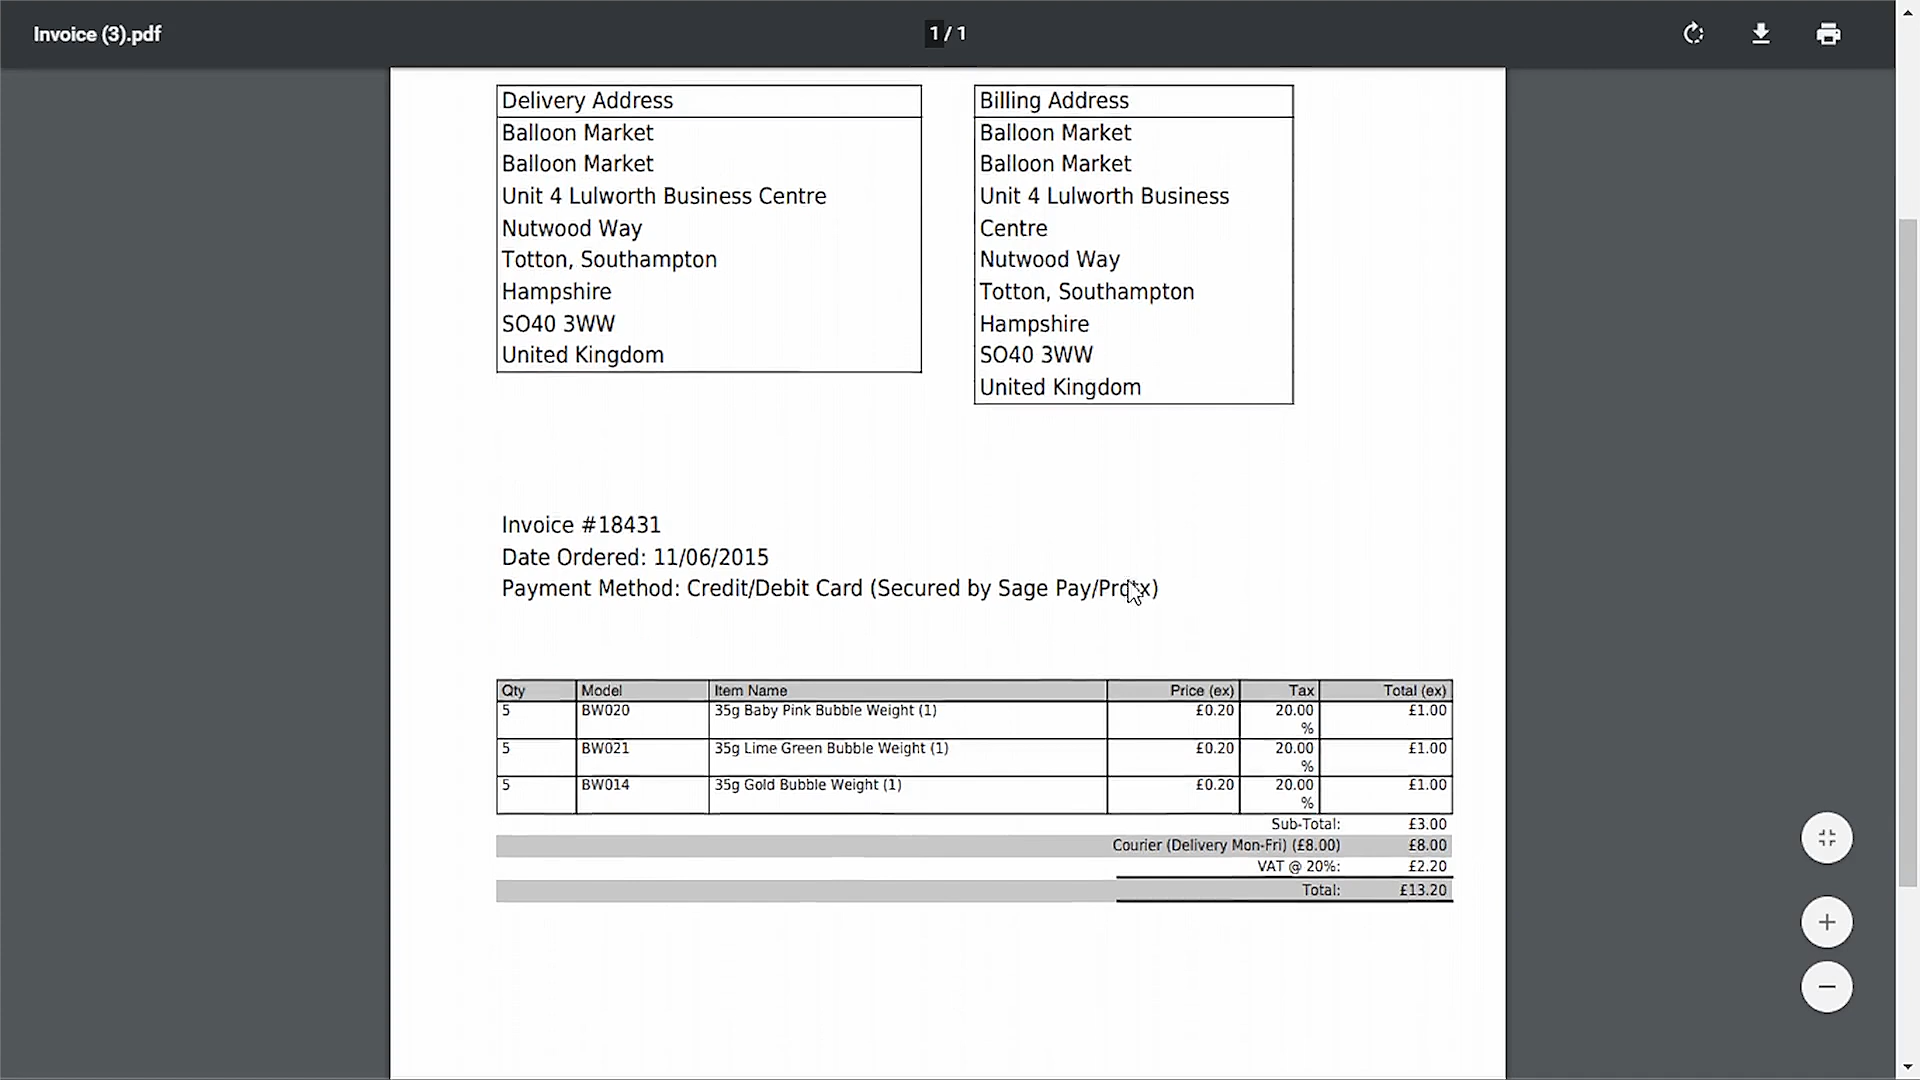 Invoice (3).pdf
1 / 1
Delivery Address
Balloon Market
Balloon Market
Unit 4 Lulworth Business Centre
Nutwood Way
Totton, Southampton
Hampshire
SO40 3WW
United Kingdom
Billing Address
Balloon Market
Balloon Market
Unit 4 Lulworth Business
Centre
Nutwood Way
Totton, Southampton
Hampshire
SO40 3WW
United Kingdom
Invoice #18431
Date Ordered: 11/06/2015
Payment Method: Credit/Debit Card (Secured by Sage Pay/Protx)
Qty Model Item Name Price (ex) Tax Total (ex)
5 BW020 35g Baby Pink Bubble Weight (1) £0.20 20.00 £1.00
%
5 BW021 35g Lime Green Bubble Weight (1) £0.20 20.00 £1.00
%
5 BW014 35g Gold Bubble Weight (1) £0.20 20.00 £1.00
%
Sub-Total: £3.00
Courier (Delivery Mon-Fri) (£8.00) £8.00
VAT @ 20%: £2.20
Total: £13.20